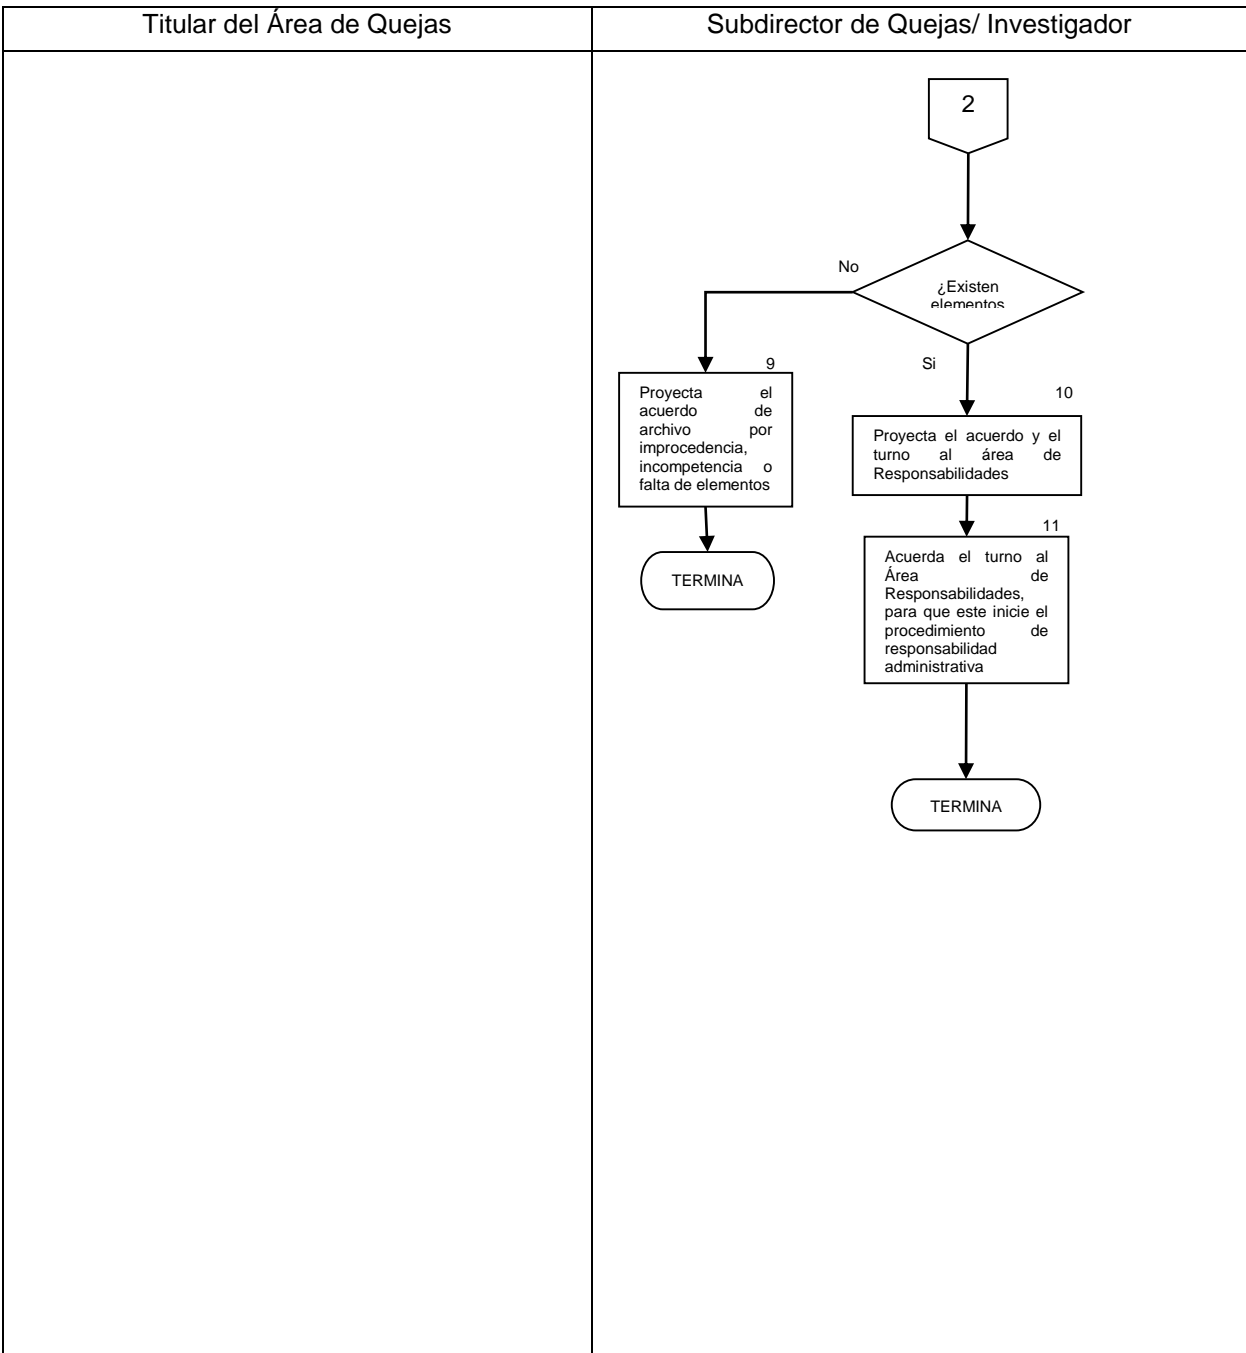 Titular del Área de Quejas
Subdirector de Quejas/ Investigador
2
¿Existen
elementos
No
Si
9
Proyecta el
acuerdo de
archivo por
improcedencia,
incompetencia o
falta de elementos
TERMINA
10
Proyecta el acuerdo y el
turno al área de
Responsabilidades
11
Acuerda el turno al
Área de
Responsabilidades,
para que este inicie el
procedimiento de
responsabilidad
administrativa
TERMINA